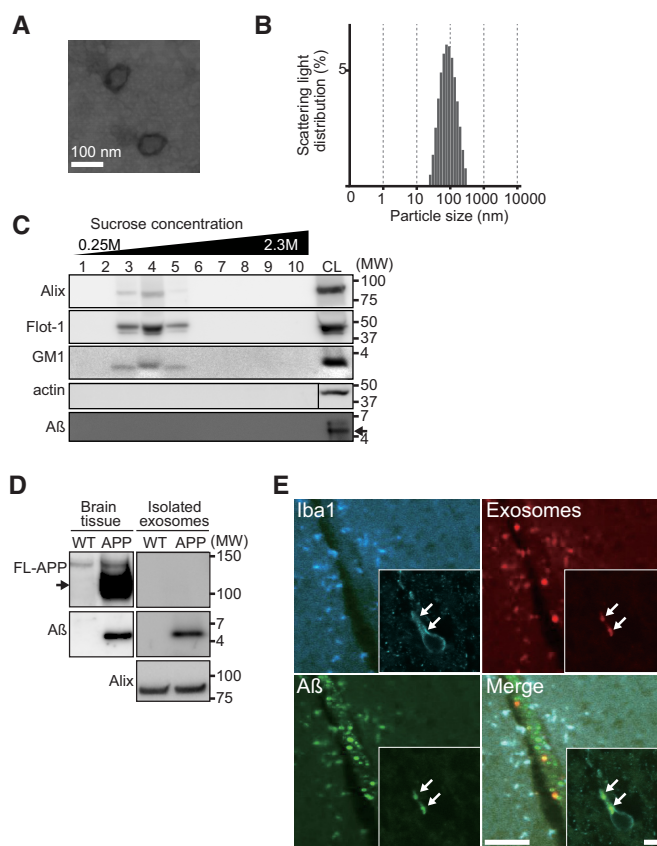 A
100 nm
B
Scattering light
distribution (%)
5
0 1 10 100 1000 10000
Particle size (nm)
C
Sucrose concentration
0.25M 2.3M
1 2 3 4 5 6 7 8 9 10 CL (MW)
Alix 100
75
Flot-1 50
37
GM1 4
actin 50
37
Aß 7
4
D
Brain
tissue
Isolated
exosomes
WT APP WT APP (MW)
FL-APP 150
100
Aß 7
4
Alix 100
75
E
Iba1 Exosomes
Aß Merge